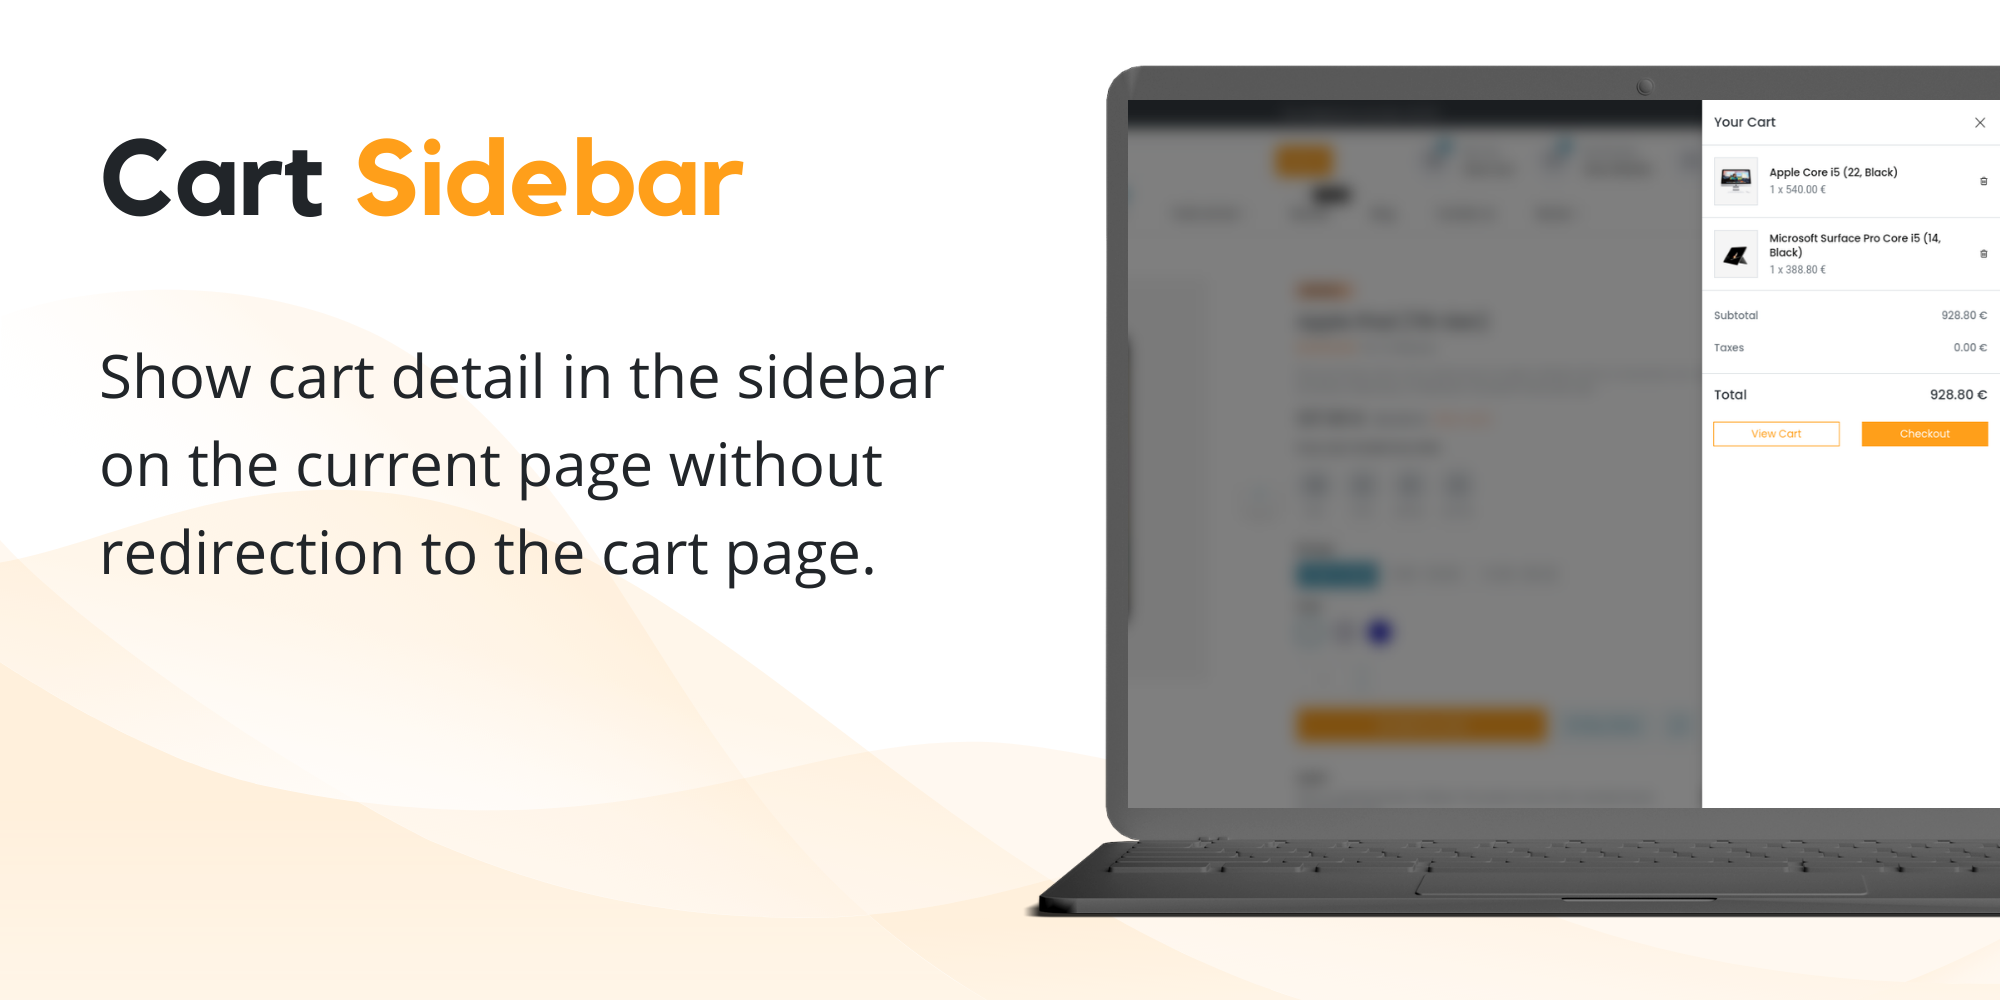 Cart Sidebar
Show cart detail in the sidebar
on the current page without
redirection to the cart page.
Your Cart
Apple Core i5 (22, Black)
1 x 540.00 €
Microsoft Surface Pro Core i5 (14,
Black)
1 x 388.80 €
Subtotal 928.80 €
Taxes 0.00 €
Total 928.80 €
View Cart Checkout